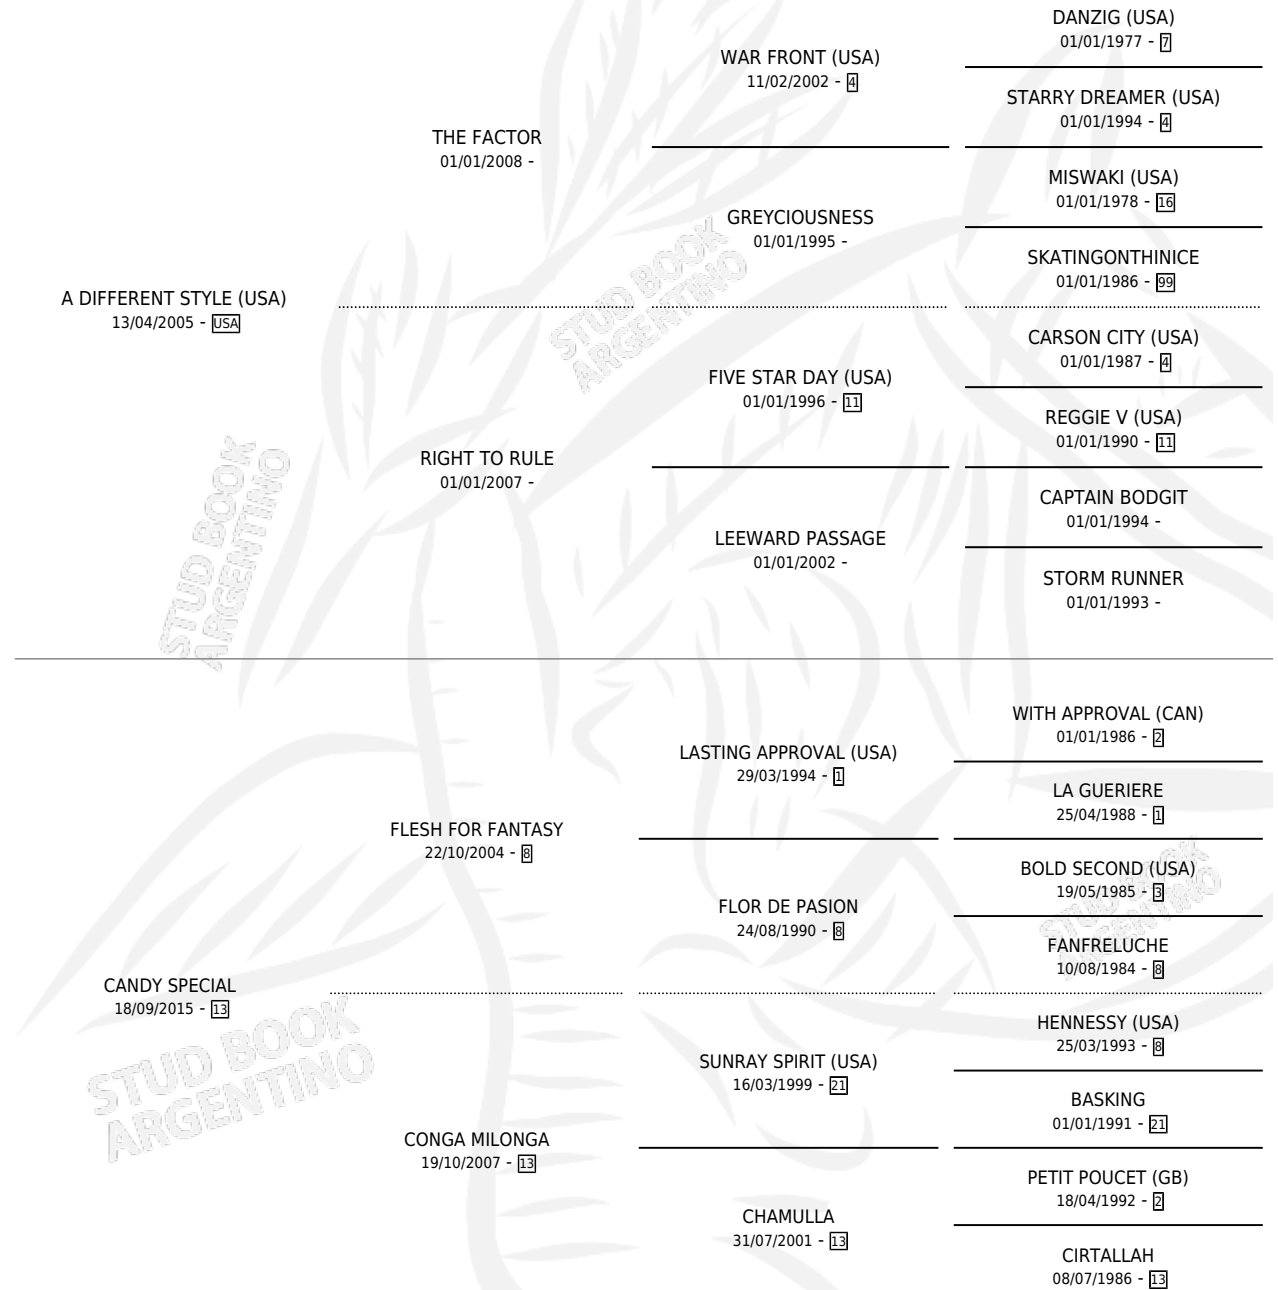 DANZIG (USA)
01/01/1977 - 7
WAR FRONT (USA)
11/02/2002 - 4
STARRY DREAMER (USA)
01/01/1994 - 4
THE FACTOR
01/01/2008 -
MISWAKI (USA)
01/01/1978 - 16
GREYCIOUSNESS
01/01/1995 -
SKATINGONTHINICE
01/01/1986 - 99
A DIFFERENT STYLE (USA)
13/04/2005 - USA
CARSON CITY (USA)
01/01/1987 - 4
FIVE STAR DAY (USA)
01/01/1996 - 11
REGGIE V (USA)
01/01/1990 - 11
RIGHT TO RULE
01/01/2007 -
CAPTAIN BODGIT
01/01/1994 -
LEEWARD PASSAGE
01/01/2002 -
STORM RUNNER
01/01/1993 -
WITH APPROVAL (CAN)
01/01/1986 - 2
LASTING APPROVAL (USA)
29/03/1994 - 1
LA GUERIERE
25/04/1988 - 1
FLESH FOR FANTASY
22/10/2004 - 8
BOLD SECOND (USA)
19/05/1985 - 3
FLOR DE PASION
24/08/1990 - 8
FANFRELUCHE
10/08/1984 - 8
CANDY SPECIAL
18/09/2015 - 13
HENNESSY (USA)
25/03/1993 - 8
SUNRAY SPIRIT (USA)
16/03/1999 - 21
BASKING
01/01/1991 - 21
CONGA MILONGA
19/10/2007 - 13
PETIT POUCET (GB)
18/04/1992 - 2
CHAMULLA
31/07/2001 - 13
CIRTALLAH
08/07/1986 - 13
STUD BOOK
ARGENTINO
STUD BOOK
ARGENTINO
STUD BOOK
ARGENTINO
STUD BOOK
ARGENTINO